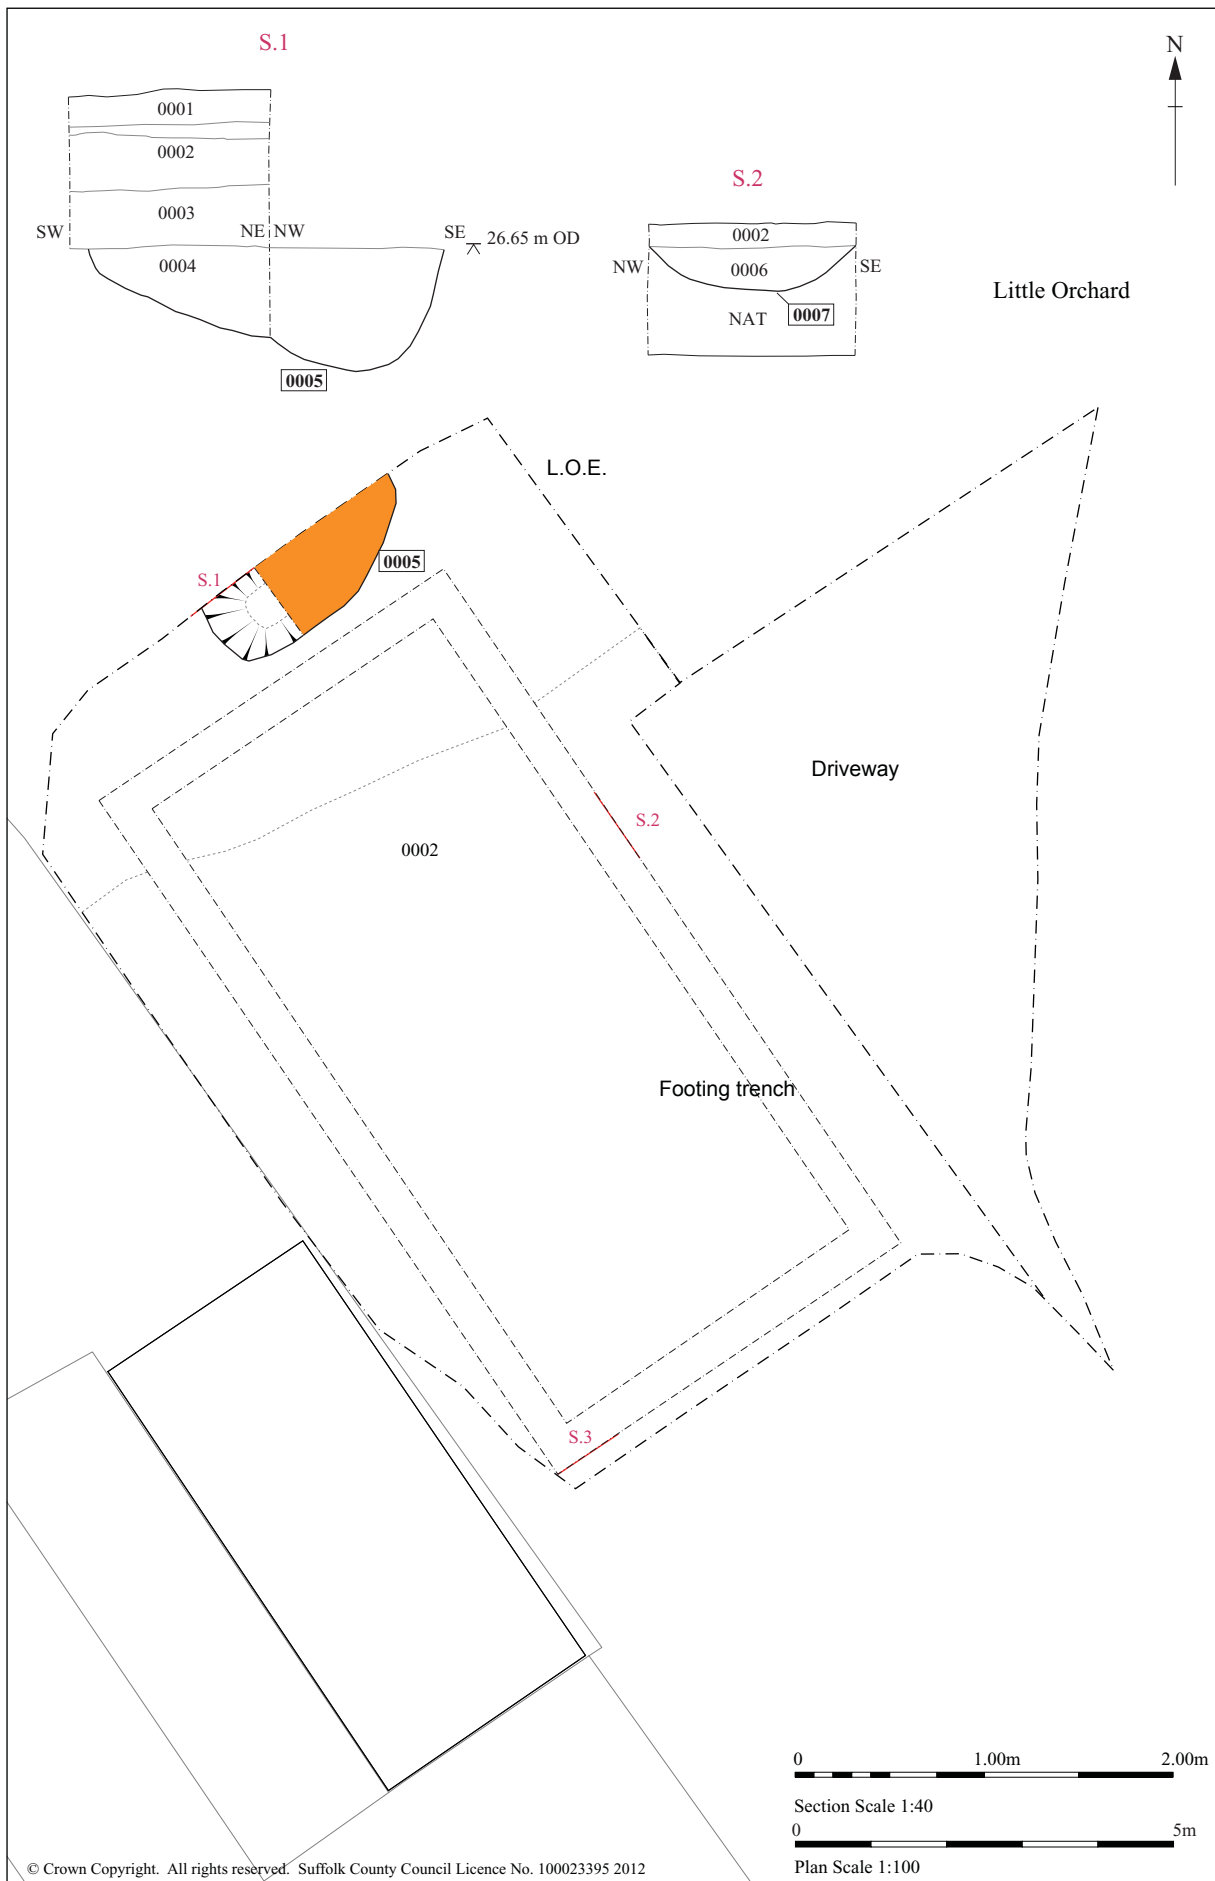 S.1
N
0001
0002
S.2
0003
SW
NE
NW
SE
26.65 m OD
0002
0004
NW
0006
SE
Little Orchard
NAT
0007
0005
L.O.E.
0005
S.1
Driveway
S.2
0002
Footing trench
S.3
0 1.00m 2.00m
Section Scale 1:40
0 5m
Plan Scale 1:100
© Crown Copyright. All rights reserved. Suffolk County Council Licence No. 100023395 2012